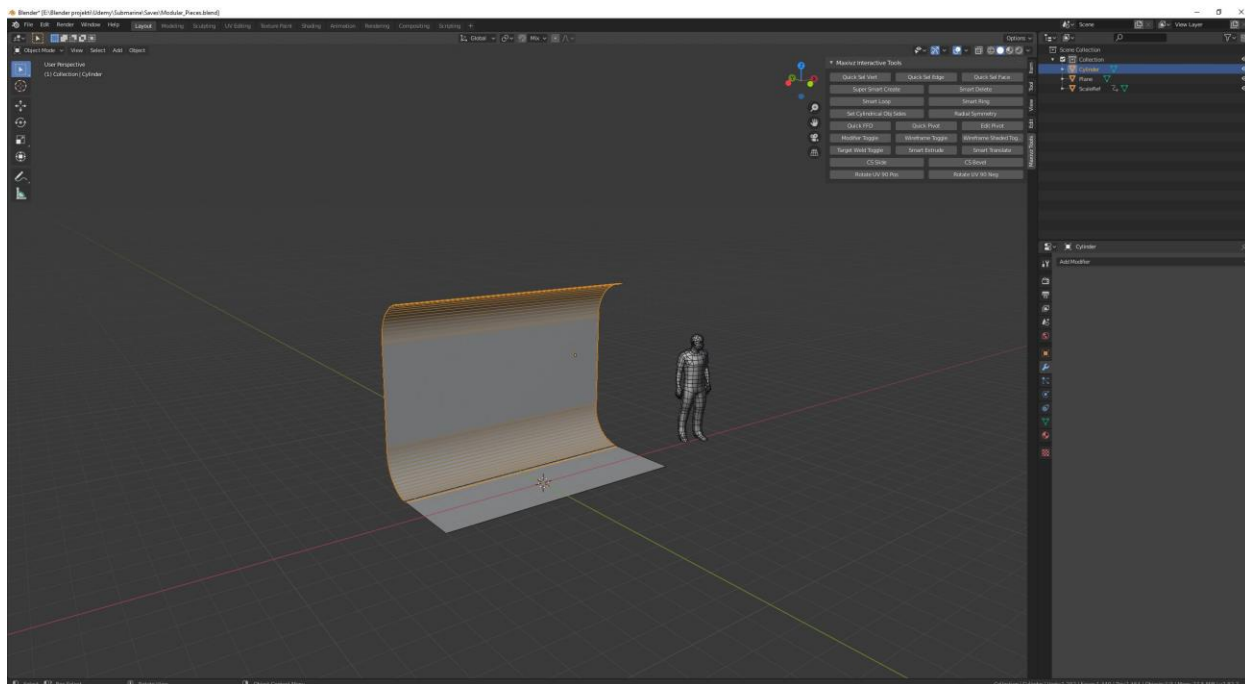 Blender* [E:\Blender projekti\Udemy\Submarine\Saves\Modular_Pieces.blend]
File Edit Render Window Help Layout Modeling Sculpting UV Editing Texture Paint Shading Animation Rendering Compositing Scripting + Scene View Layer
Global Mix Options
Object Mode View Select Add Object
User Perspective
(1) Collection | Cylinder
Maxivz Interactive Tools
Quick Sel Vert Quick Sel Edge Quick Sel Face
Super Smart Create Smart Delete
Smart Loop Smart Ring
Set Cylindrical Obj Sides Radial Symmetry
Quick FFD Quick Pivot Edit Pivot
Modifier Toggle Wireframe Toggle Wireframe Shaded Tog..
Target Weld Toggle Smart Extrude Smart Translate
CS Slide CS Bevel
Rotate UV 90 Pos Rotate UV 90 Neg
Item
Tool
View
Edit
Maxivz Tools
Scene Collection
Collection
Cylinder
Plane
ScaleRef
Cylinder
Add Modifier